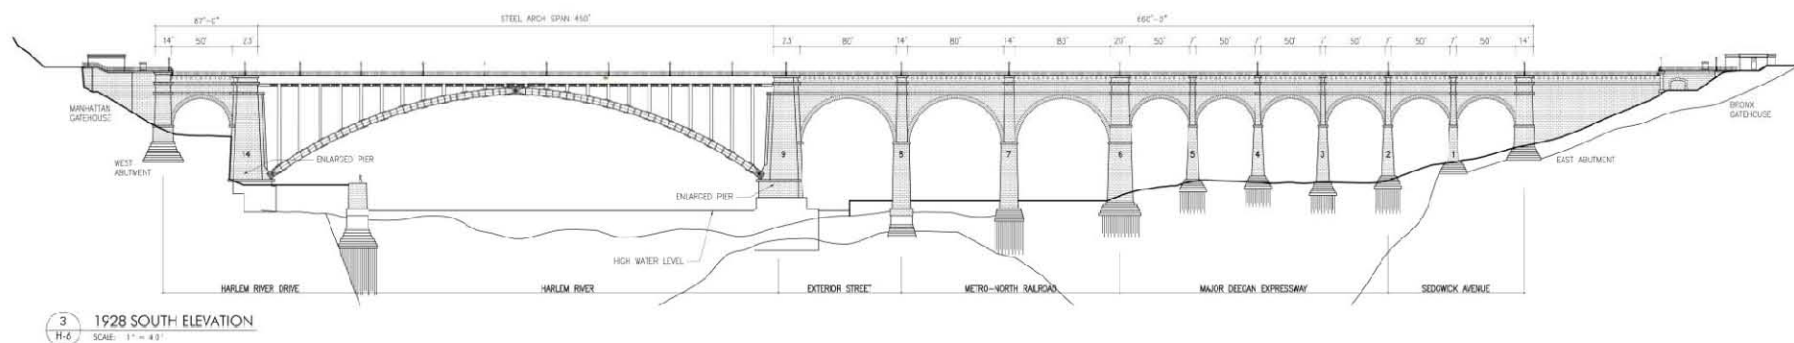 87'-0"
STEEL ARCH SPAN 450'
660'-0"
14' 50' 23' 23' 80' 14' 80' 14' 83' 20' 50' 7' 50' 7' 50' 7' 50' 7' 50' 7' 50' 14'
MANHATTAN
GATEHOUSE
BRONX
GATEHOUSE
14 9 8 7 6 5 4 3 2 1
WEST
ABUTMENT
ENLARGED PIER
EAST ABUTMENT
ENLARGED PIER
HIGH WATER LEVEL
HARLEM RIVER DRIVE HARLEM RIVER EXTERIOR STREET METRO-NORTH RAILROAD MAJOR DEEGAN EXPRESSWAY SEDGWICK AVENUE
3 1928 SOUTH ELEVATION
H-6 SCALE: 1" = 40'